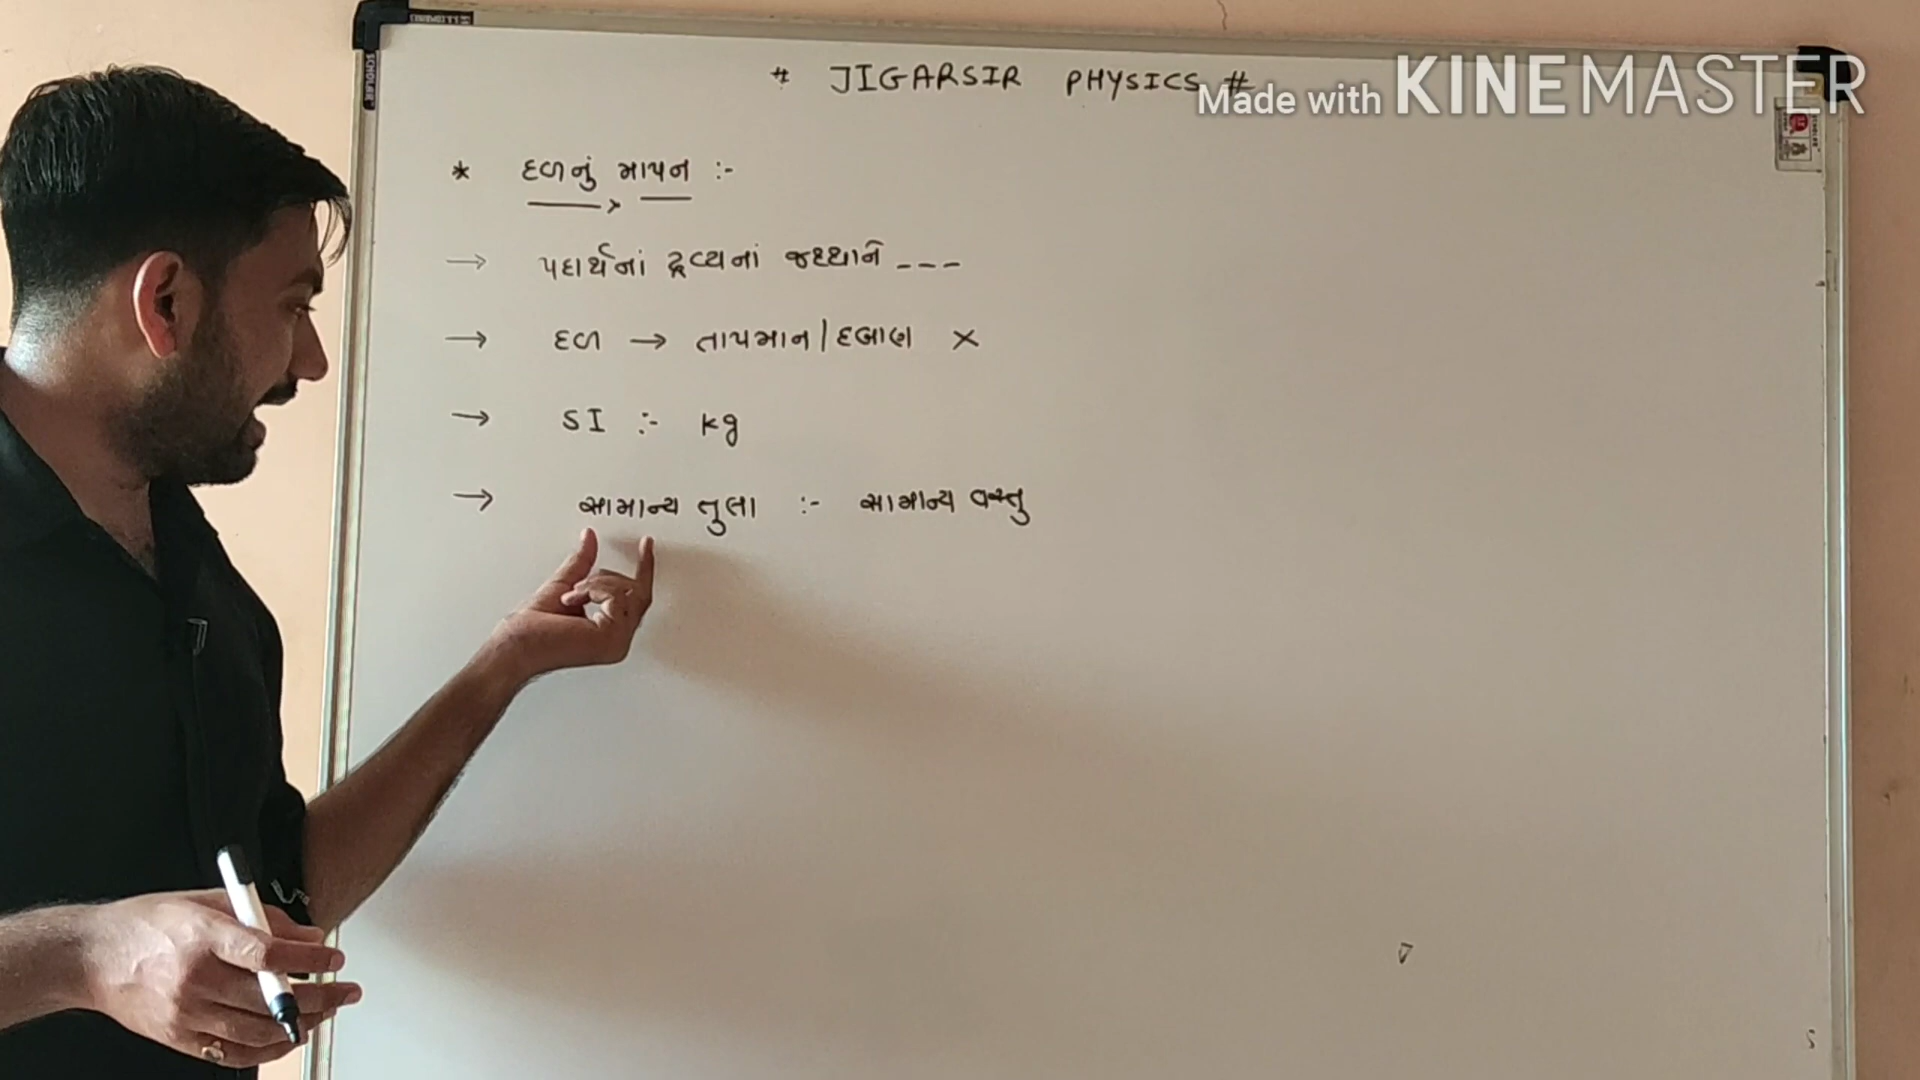 # JIGARSIR PHYSICS #
Made with KINEMASTER
* દળનું માપન :-
→ પદાર્થનાં દ્રવ્યનાં જથ્થાને ---
→ દળ → તાપમાન/દબાણ ×
→ SI :- kg
→ સામાન્ય તુલા :- સામાન્ય વસ્તુ